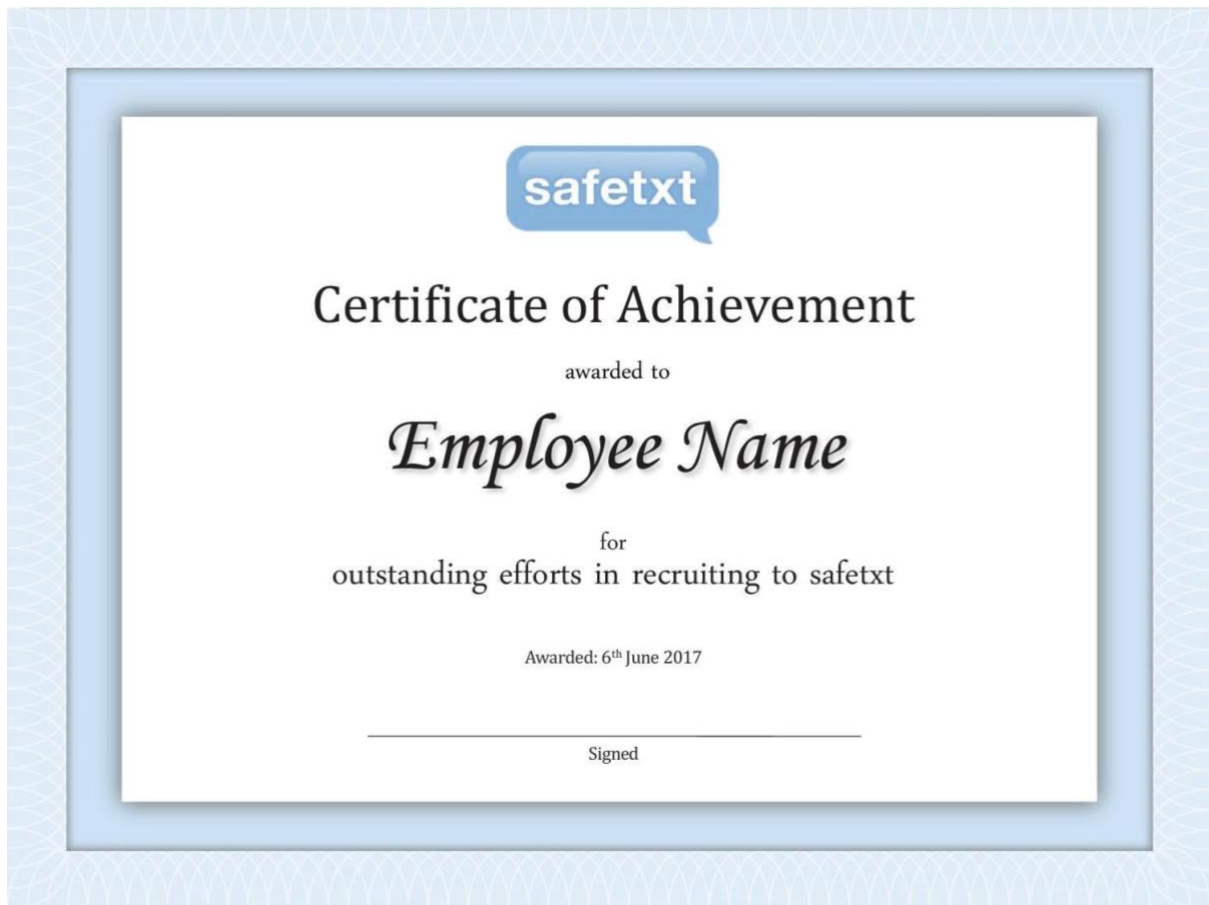 safetxt
Certificate of Achievement
awarded to
Employee Name
for
outstanding efforts in recruiting to safetxt
Awarded: 6th June 2017
Signed